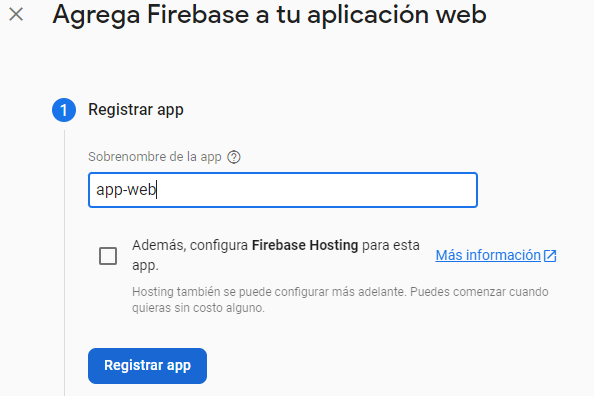 Agrega Firebase a tu aplicación web
1 Registrar app
Sobrenombre de la app
app-web
Además, configura Firebase Hosting para esta
app.
Más información
Hosting también se puede configurar más adelante. Puedes comenzar cuando
quieras sin costo alguno.
Registrar app